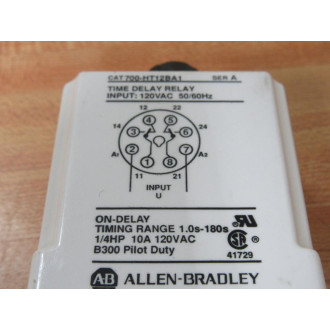 CAT 700-HT12BA1 SER A
TIME DELAY RELAY
INPUT: 120VAC 50/60Hz
12 22
14 4 5 24
3 6
A1 2 7 A2
1 8
11 21
INPUT
U
ON-DELAY
TIMING RANGE 1.0s-180s
1/4HP 10A 120VAC
B300 Pilot Duty
41729
AB ALLEN-BRADLEY